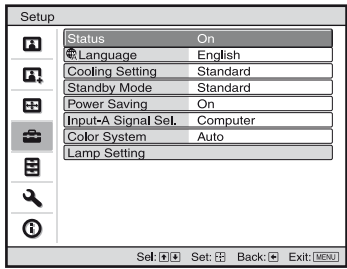 Setup
Status On
Language English
Cooling Setting Standard
Standby Mode Standard
Power Saving On
Input-A Signal Sel. Computer
Color System Auto
Lamp Setting
Sel: Set: Back: Exit: MENU